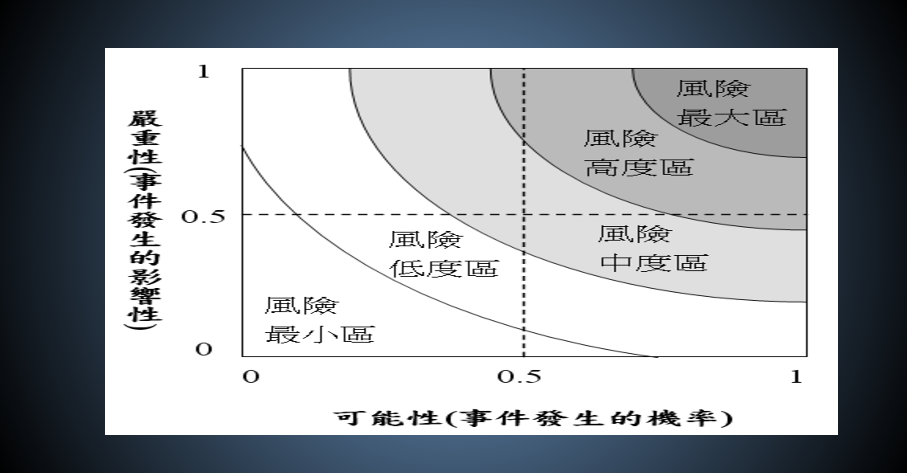 1
0.5
0
嚴重性(事件發生的影響性)
風險
最大區
風險
高度區
風險
中度區
風險
低度區
風險
最小區
0
0.5
1
可能性(事件發生的機率)